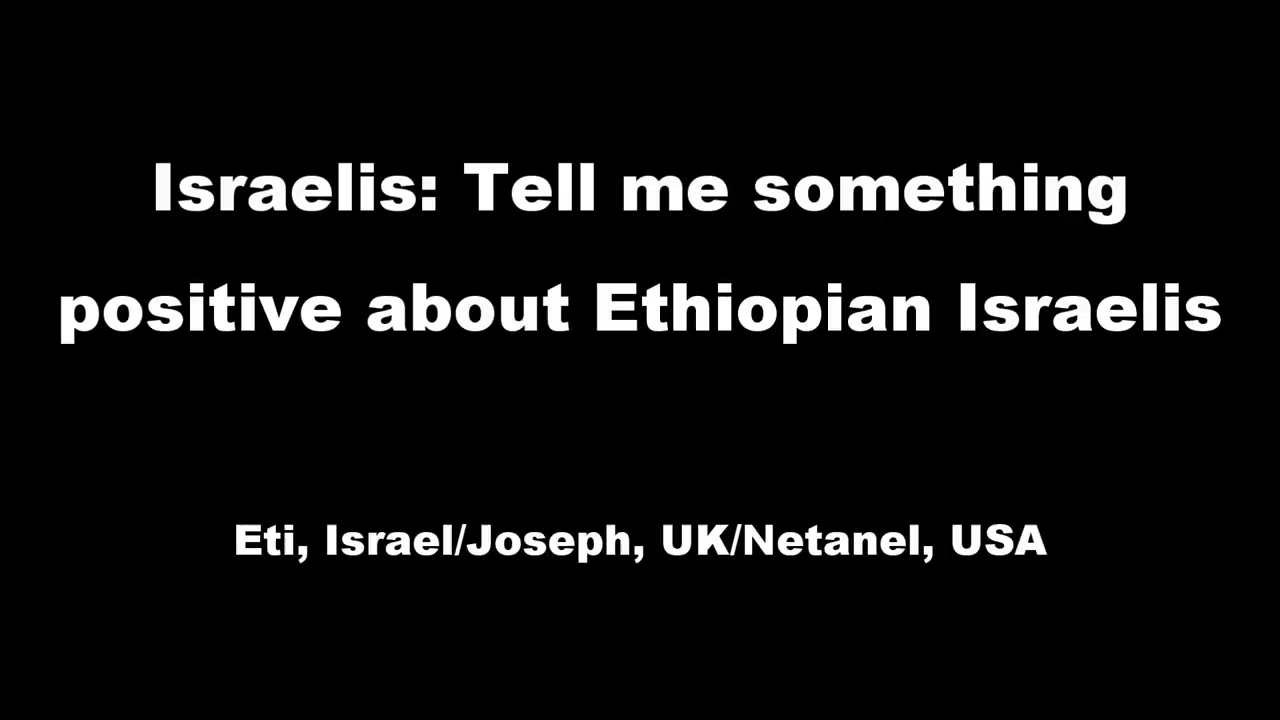 Israelis: Tell me something
positive about Ethiopian Israelis
Eti, Israel/Joseph, UK/Netanel, USA